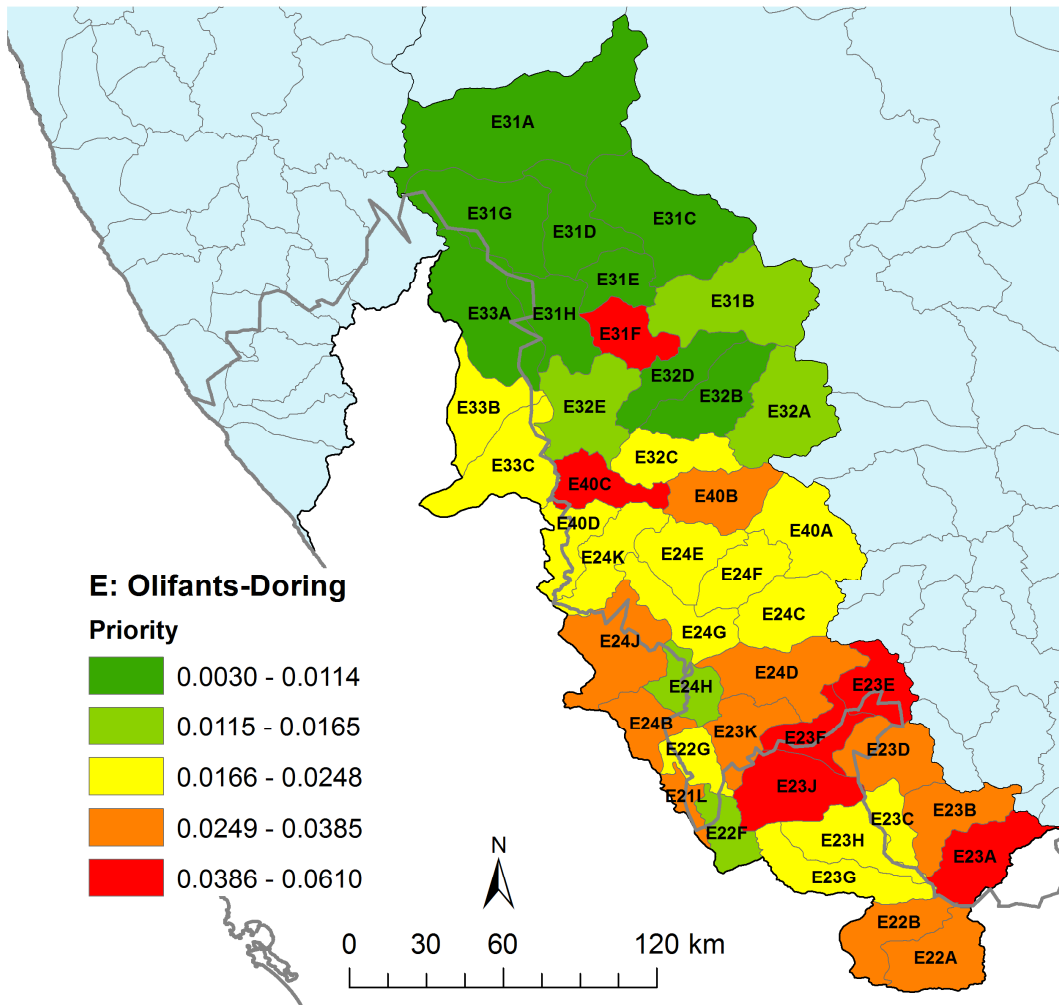 E31A
E31G
E31C
E31D
E31E
E31B
E33A
E31H
E31F
E32D
E32B
E33B
E32E
E32A
E33C
E32C
E40C
E40B
E40D
E40A
E24K
E24E
E24F
E24C
E24J
E24G
E24H
E24D
E23E
E24B
E23K
E23F
E22G
E23D
E21L
E23J
E23C
E23B
E22F
E23H
E23A
E23G
E22B
E22A
E: Olifants-Doring
Priority
0.0030 - 0.0114
0.0115 - 0.0165
0.0166 - 0.0248
0.0249 - 0.0385
0.0386 - 0.0610
N
0 30 60 120 km